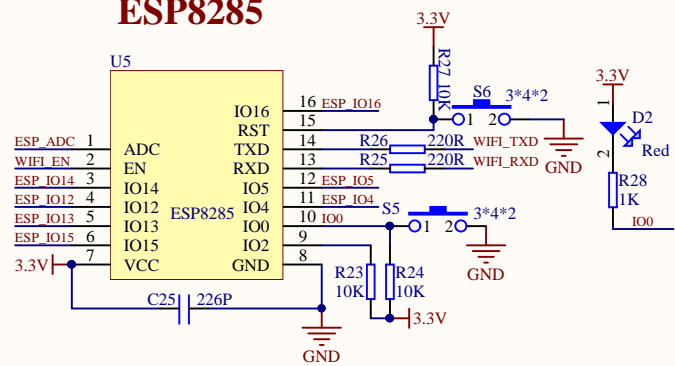 ESP8285
3.3V
U5
R27 10K
S6 3*4*2
3.3V
IO16 16 ESP_IO16
1 2
1
D2
RST 15
ESP_ADC 1 ADC
TXD 14 R26 220R WIFI_TXD
Red
WIFI_EN 2 EN
RXD 13 R25 220R WIFI_RXD
GND
2
ESP_IO14 3 IO14
IO5 12 ESP_IO5
R28
1K
ESP_IO12 4 IO12
IO4 11 ESP_IO4
S5 3*4*2
ESP8285
ESP_IO13 5 IO13
IO0 10 IO0
1 2
IO0
ESP_IO15 6 IO15
IO2 9
3.3V 7 VCC
GND 8
R23
10K
R24
10K
GND
C25 226P
3.3V
GND